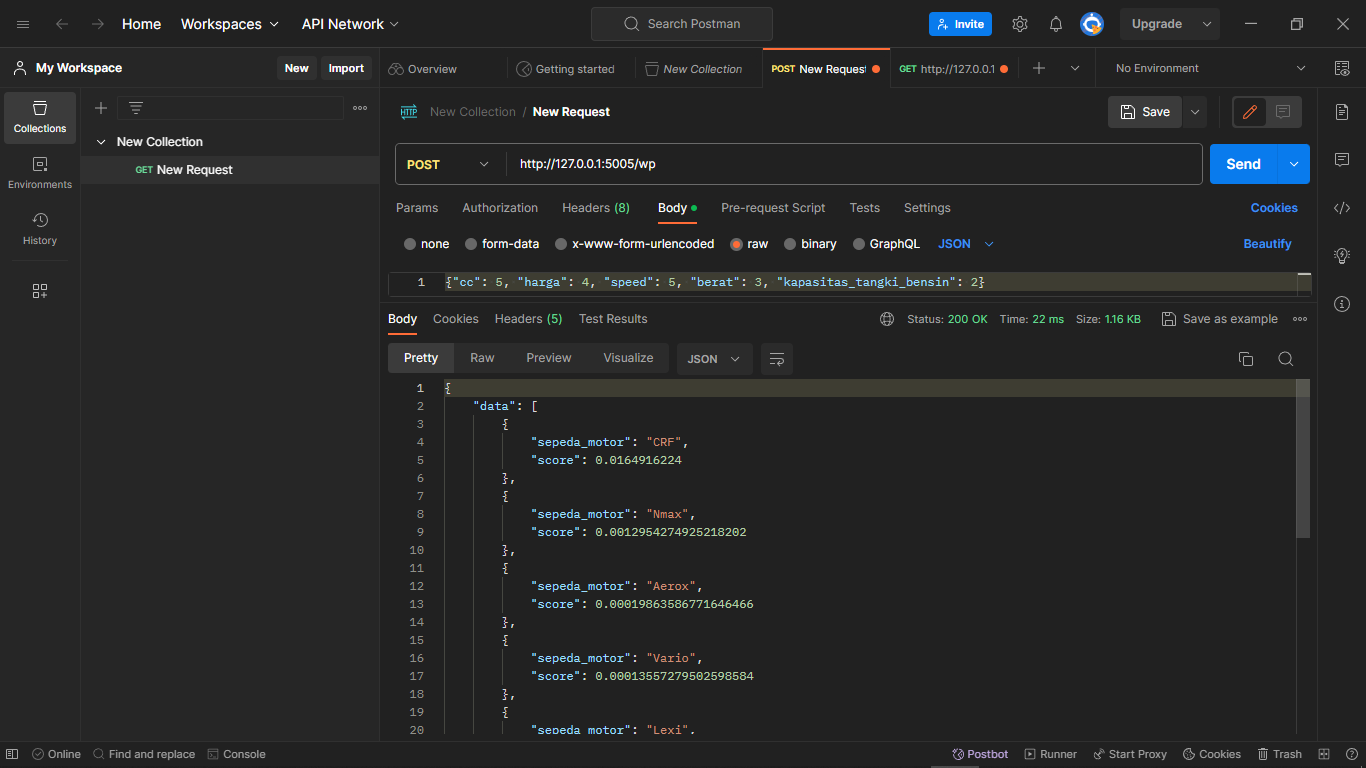 Home Workspaces API Network Search Postman Invite Upgrade
My Workspace New Import Overview Getting started New Collection POST New Request GET http://127.0.0.1 No Environment
Collections
Environments
History
New Collection
GET New Request
HTTP New Collection / New Request Save
POST http://127.0.0.1:5005/wp Send
Params Authorization Headers (8) Body Pre-request Script Tests Settings Cookies
none form-data x-www-form-urlencoded raw binary GraphQL JSON Beautify
1 {"cc": 5, "harga": 4, "speed": 5, "berat": 3, "kapasitas_tangki_bensin": 2}
Body Cookies Headers (5) Test Results Status: 200 OK Time: 22 ms Size: 1.16 KB Save as example
Pretty Raw Preview Visualize JSON
1 {
2 "data": [
3 {
4 "sepeda_motor": "CRF",
5 "score": 0.0164916224
6 },
7 {
8 "sepeda_motor": "Nmax",
9 "score": 0.0012954274925218202
10 },
11 {
12 "sepeda_motor": "Aerox",
13 "score": 0.00019863586771646466
14 },
15 {
16 "sepeda_motor": "Vario",
17 "score": 0.00013557279502598584
18 },
19 {
20 "sepeda_motor": "Lexi",
Online Find and replace Console Postbot Runner Start Proxy Cookies Trash